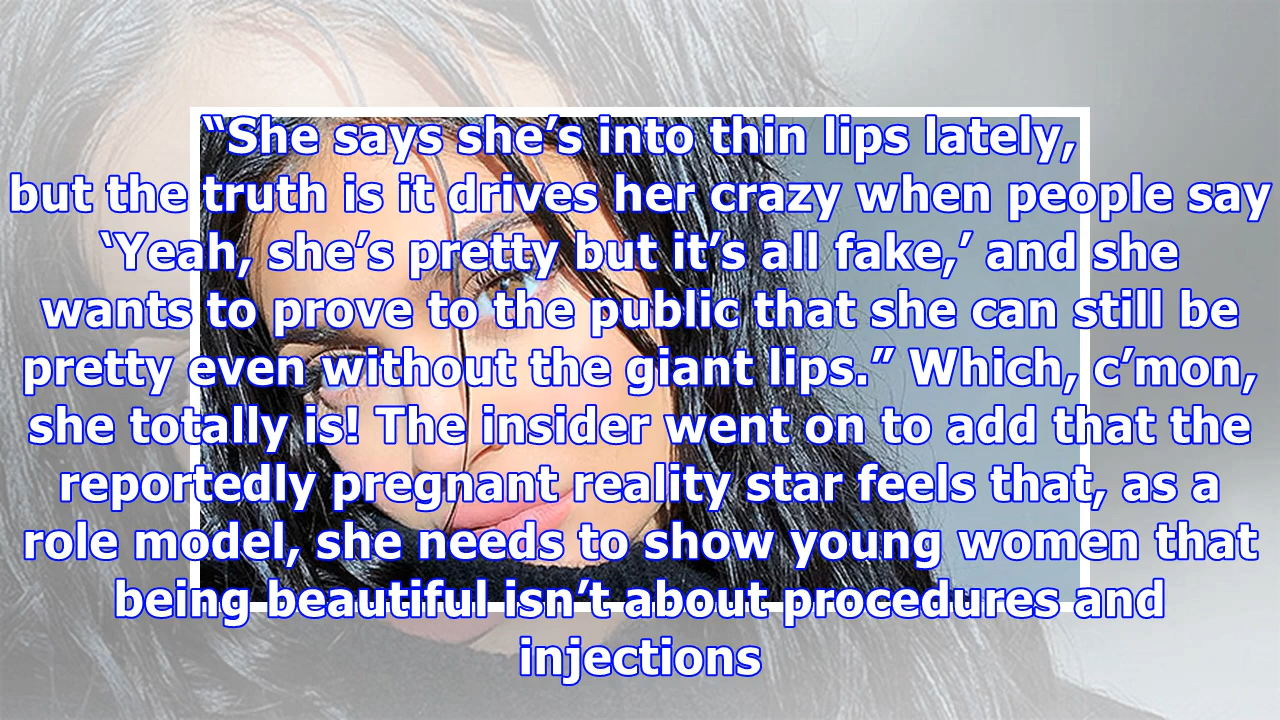 “She says she’s into thin lips lately,
but the truth is it drives her crazy when people say
‘Yeah, she’s pretty but it’s all fake,’ and she
wants to prove to the public that she can still be
pretty even without the giant lips.” Which, c’mon,
she totally is! The insider went on to add that the
reportedly pregnant reality star feels that, as a
role model, she needs to show young women that
being beautiful isn’t about procedures and
injections